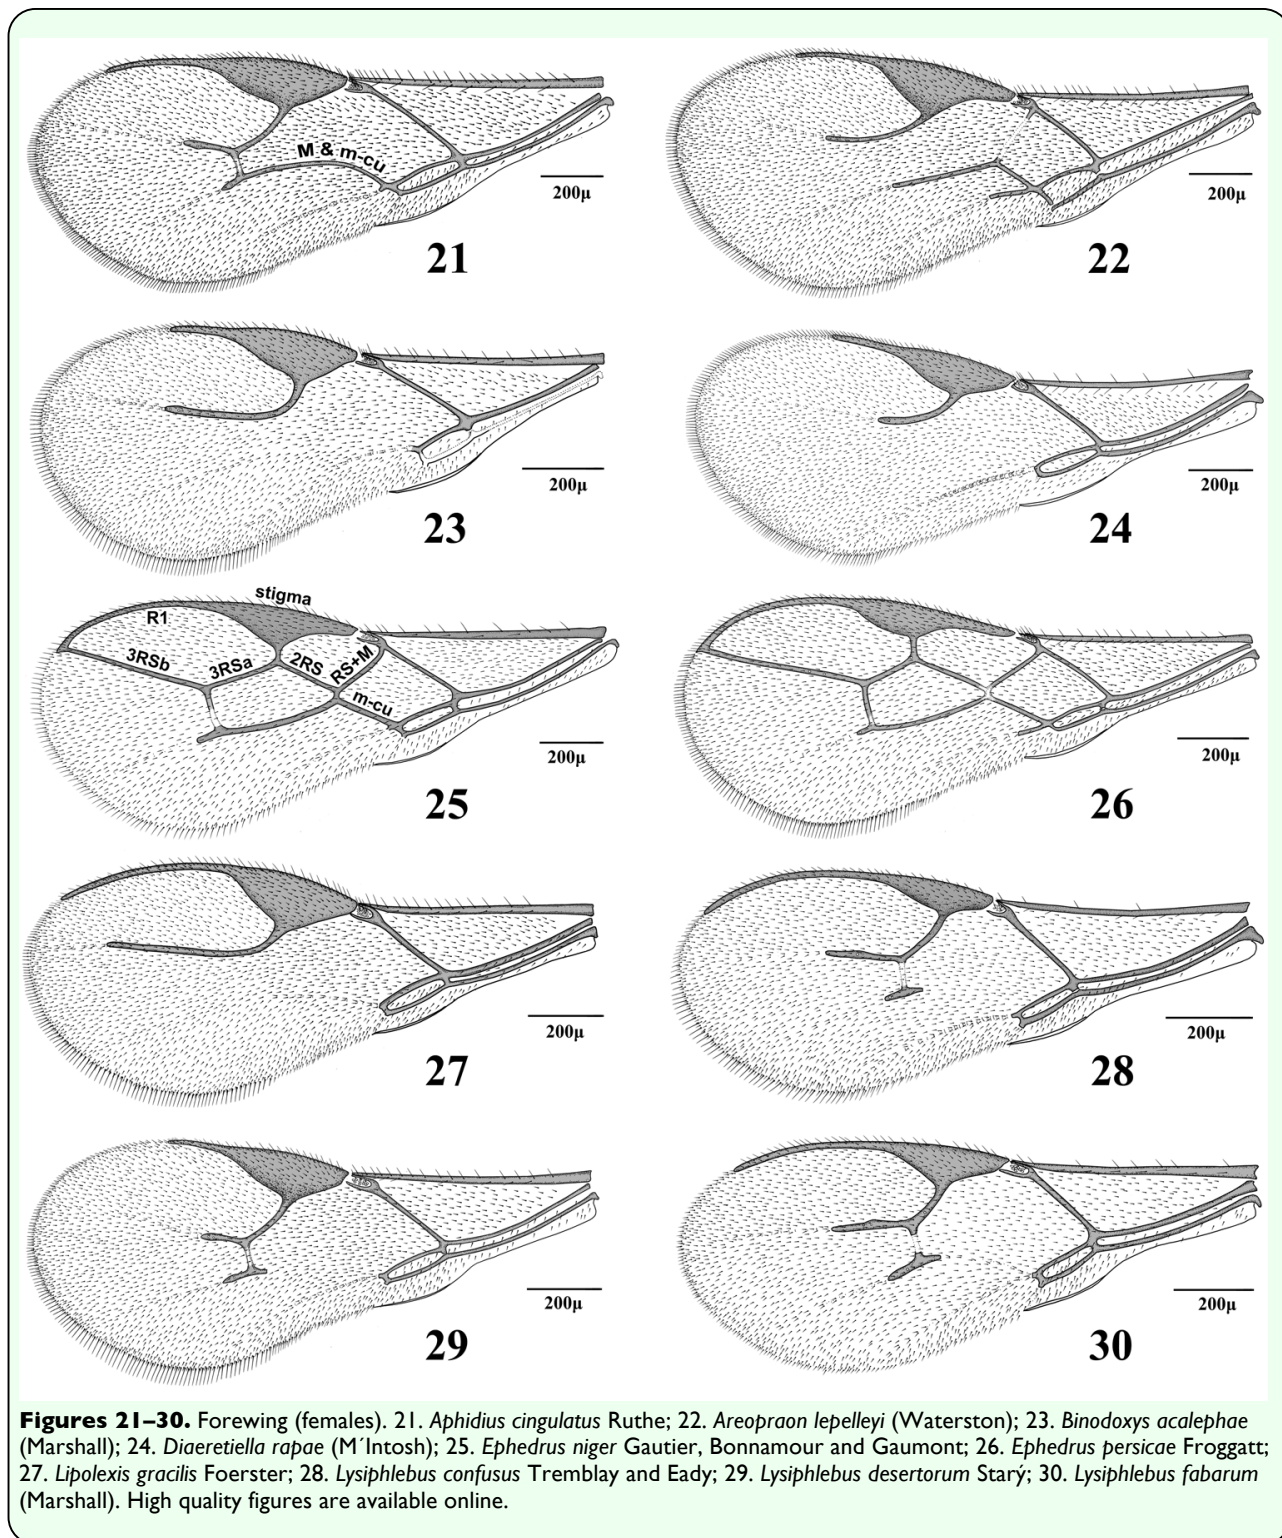 M & m-cu
200µ
21
200µ
22
200µ
23
200µ
24
stigma
R1
3RSb
3RSa
2RS
RS+M
m-cu
200µ
25
200µ
26
200µ
27
200µ
28
200µ
29
200µ
30
Figures 21–30. Forewing (females). 21. Aphidius cingulatus Ruthe; 22. Areopraon lepelleyi (Waterston); 23. Binodoxys acalephae
(Marshall); 24. Diaeretiella rapae (M´Intosh); 25. Ephedrus niger Gautier, Bonnamour and Gaumont; 26. Ephedrus persicae Froggatt;
27. Lipolexis gracilis Foerster; 28. Lysiphlebus confusus Tremblay and Eady; 29. Lysiphlebus desertorum Starý; 30. Lysiphlebus fabarum
(Marshall). High quality figures are available online.